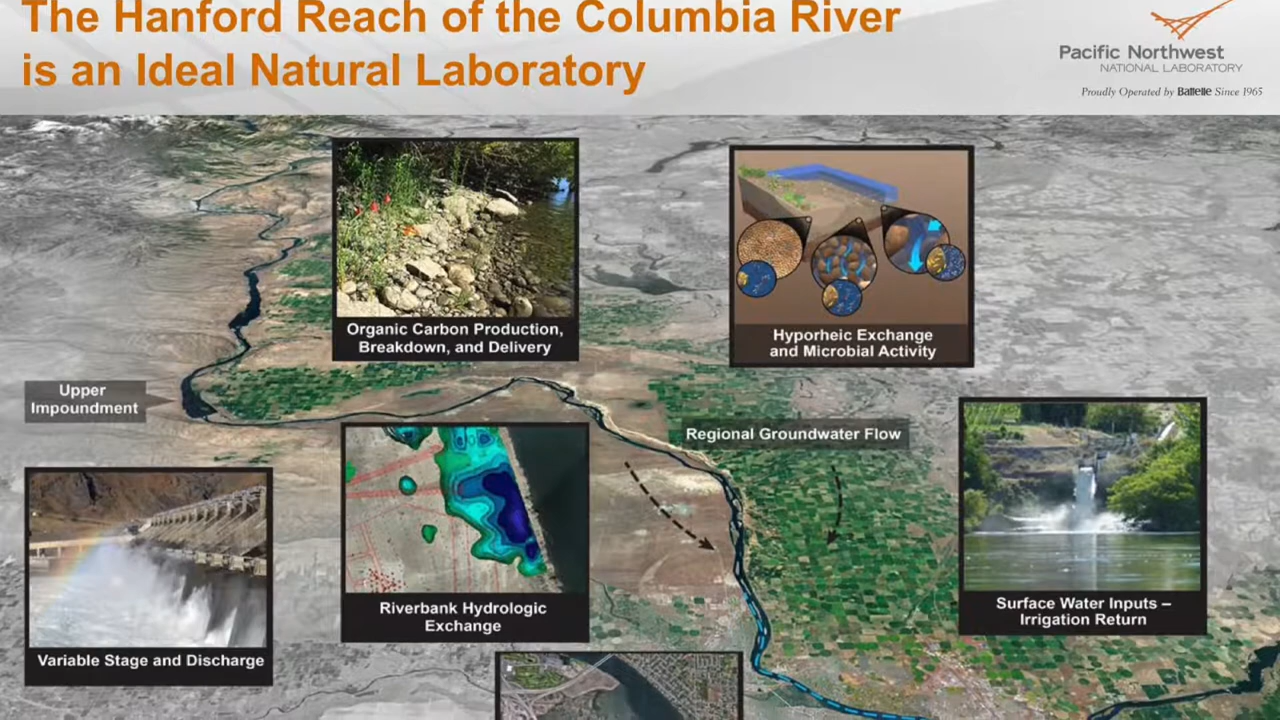 The Hanford Reach of the Columbia River
is an Ideal Natural Laboratory
Pacific Northwest
NATIONAL LABORATORY
Proudly Operated by Battelle Since 1965
Organic Carbon Production,
Breakdown, and Delivery
Hyporheic Exchange
and Microbial Activity
Upper
Impoundment
Regional Groundwater Flow
Riverbank Hydrologic
Exchange
Surface Water Inputs –
Irrigation Return
Variable Stage and Discharge